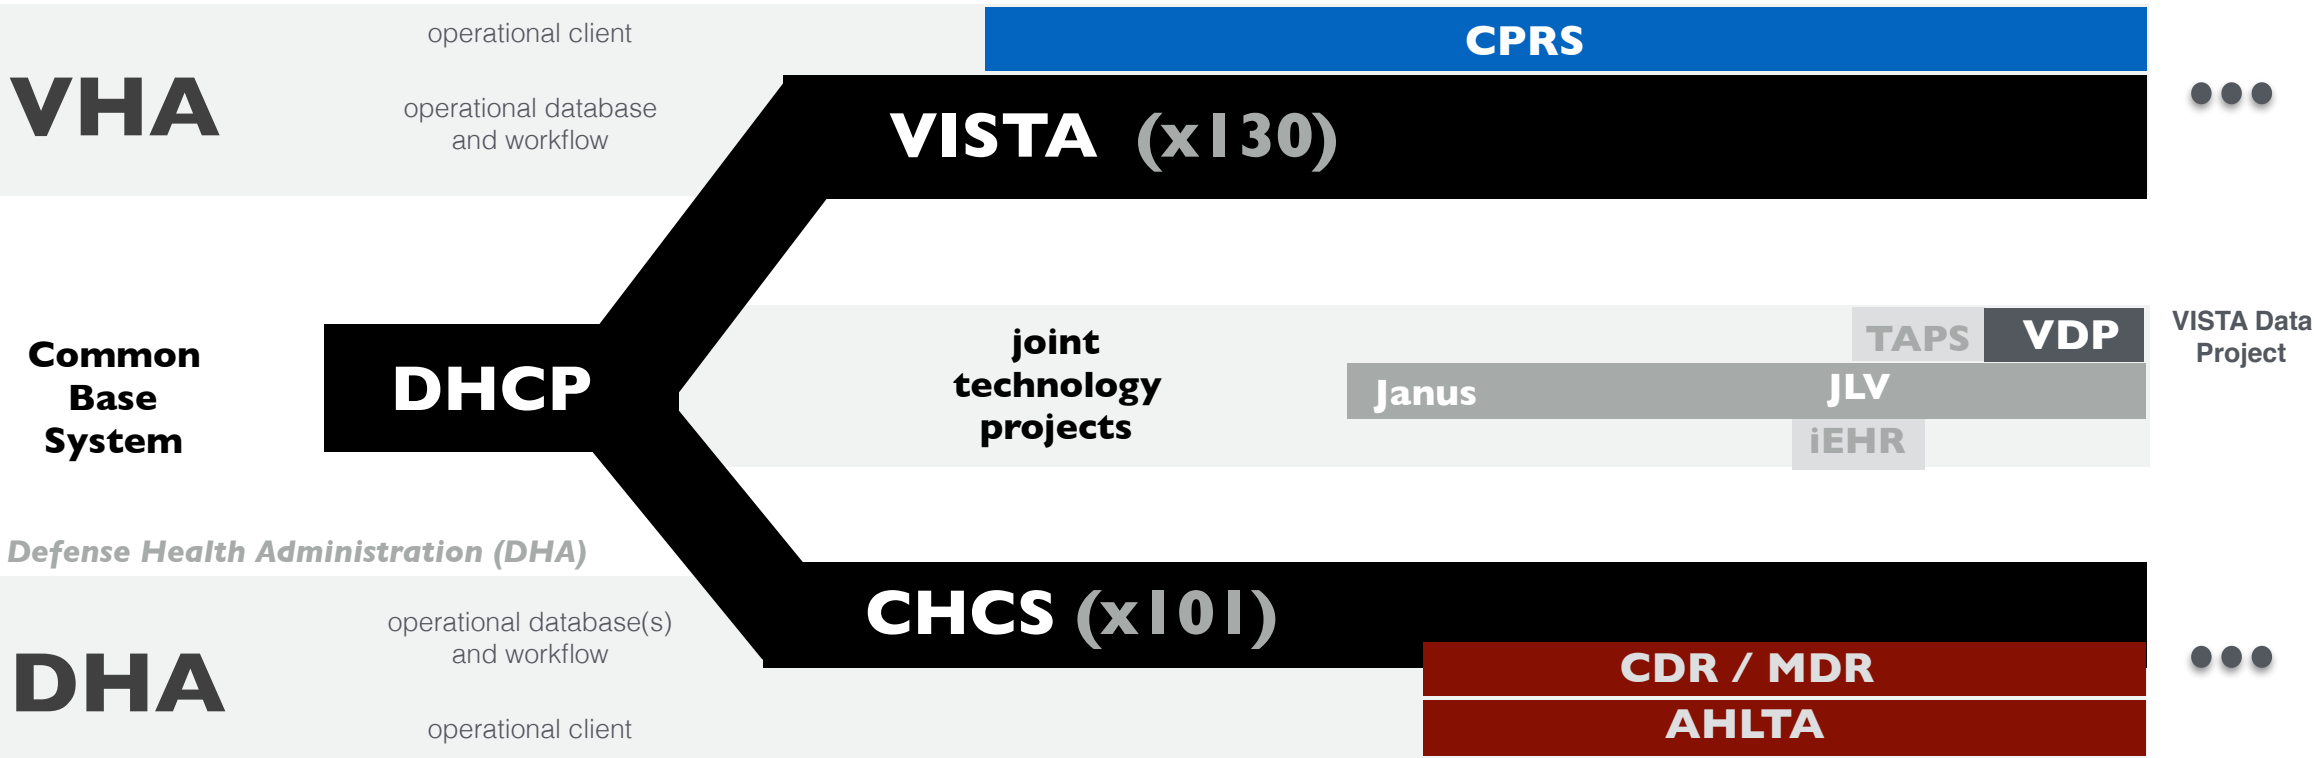 operational client
CPRS
VHA
operational database
and workflow
VISTA (x130)
Common
Base
System
DHCP
joint
technology
projects
TAPS
VDP
VISTA Data
Project
Janus
JLV
iEHR
Defense Health Administration (DHA)
DHA
operational database(s)
and workflow
CHCS (x101)
CDR / MDR
operational client
AHLTA